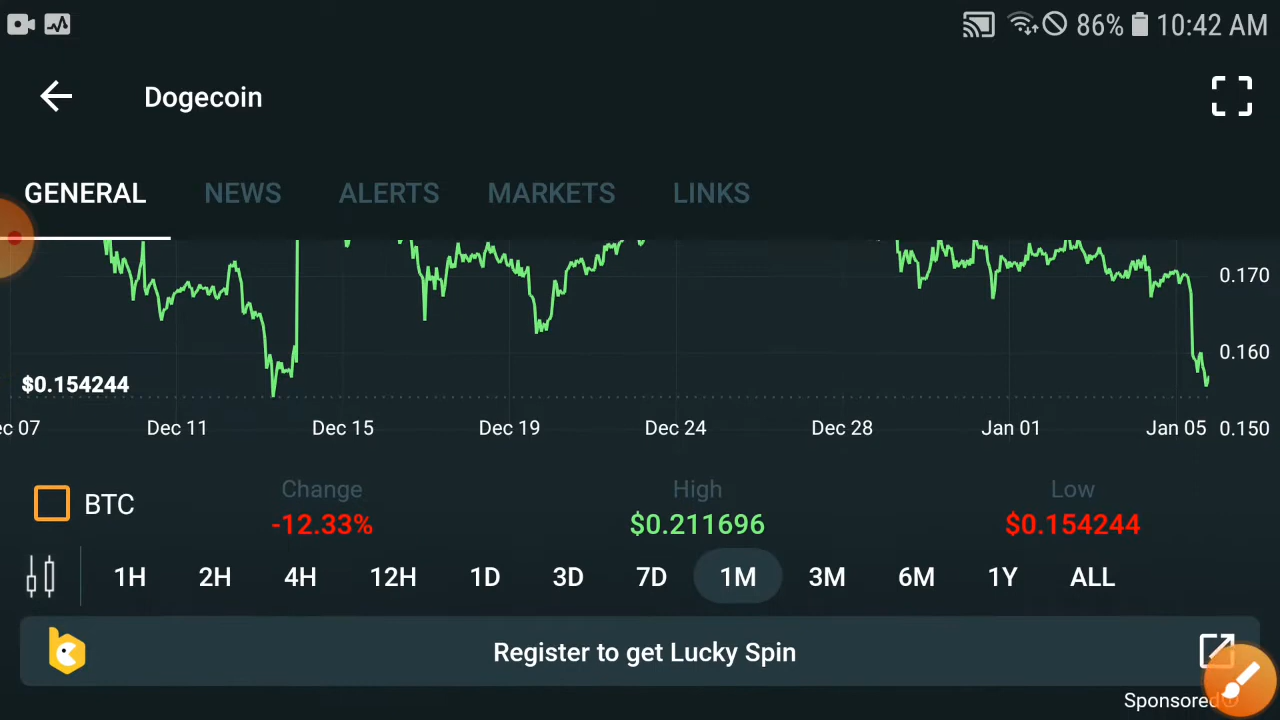 86% 10:42 AM
Dogecoin
GENERAL NEWS ALERTS MARKETS LINKS
0.170
0.160
$0.154244
ec 07 Dec 11 Dec 15 Dec 19 Dec 24 Dec 28 Jan 01 Jan 05 0.150
Change High Low
BTC -12.33% $0.211696 $0.154244
1H 2H 4H 12H 1D 3D 7D 1M 3M 6M 1Y ALL
Register to get Lucky Spin
Sponsored